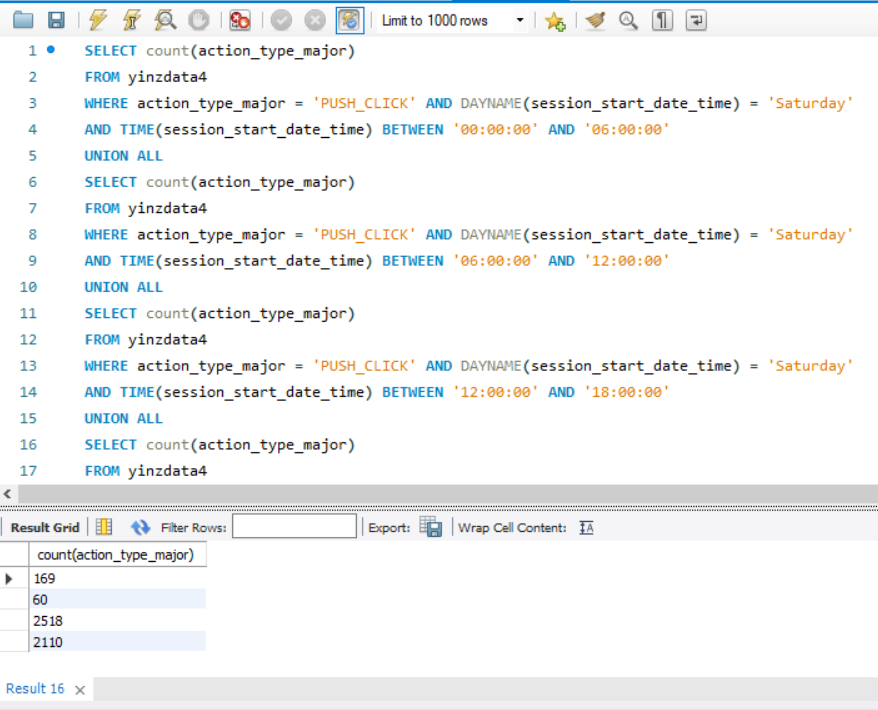 Limit to 1000 rows
1 SELECT count(action_type_major)
2 FROM yinzdata4
3 WHERE action_type_major = 'PUSH_CLICK' AND DAYNAME(session_start_date_time) = 'Saturday'
4 AND TIME(session_start_date_time) BETWEEN '00:00:00' AND '06:00:00'
5 UNION ALL
6 SELECT count(action_type_major)
7 FROM yinzdata4
8 WHERE action_type_major = 'PUSH_CLICK' AND DAYNAME(session_start_date_time) = 'Saturday'
9 AND TIME(session_start_date_time) BETWEEN '06:00:00' AND '12:00:00'
10 UNION ALL
11 SELECT count(action_type_major)
12 FROM yinzdata4
13 WHERE action_type_major = 'PUSH_CLICK' AND DAYNAME(session_start_date_time) = 'Saturday'
14 AND TIME(session_start_date_time) BETWEEN '12:00:00' AND '18:00:00'
15 UNION ALL
16 SELECT count(action_type_major)
17 FROM yinzdata4
Result Grid Filter Rows: Export: Wrap Cell Content:
count(action_type_major)
169
60
2518
2110
Result 16